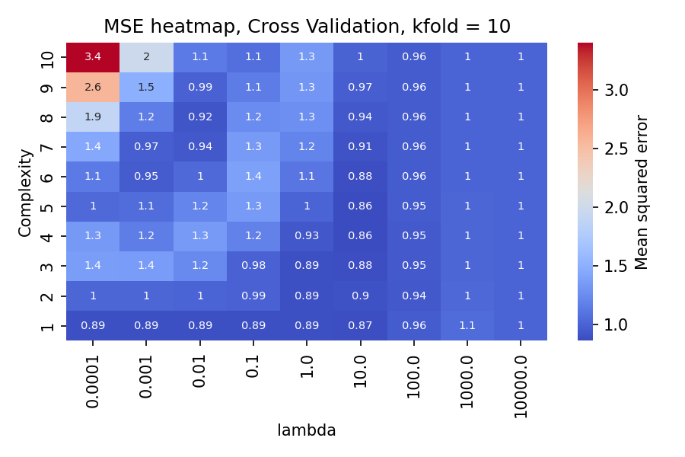 MSE heatmap, Cross Validation, kfold = 10
Complexity
10 3.4 2 1.1 1.1 1.3 1 0.96 1 1
9 2.6 1.5 0.99 1.1 1.3 0.97 0.96 1 1
8 1.9 1.2 0.92 1.2 1.3 0.94 0.96 1 1
7 1.4 0.97 0.94 1.3 1.2 0.91 0.96 1 1
6 1.1 0.95 1 1.4 1.1 0.88 0.96 1 1
5 1 1.1 1.2 1.3 1 0.86 0.95 1 1
4 1.3 1.2 1.3 1.2 0.93 0.86 0.95 1 1
3 1.4 1.4 1.2 0.98 0.89 0.88 0.95 1 1
2 1 1 1 0.99 0.89 0.9 0.94 1 1
1 0.89 0.89 0.89 0.89 0.89 0.87 0.96 1.1 1
0.0001 0.001 0.01 0.1 1.0 10.0 100.0 1000.0 10000.0
lambda
3.0
2.5
2.0
1.5
1.0
Mean squared error